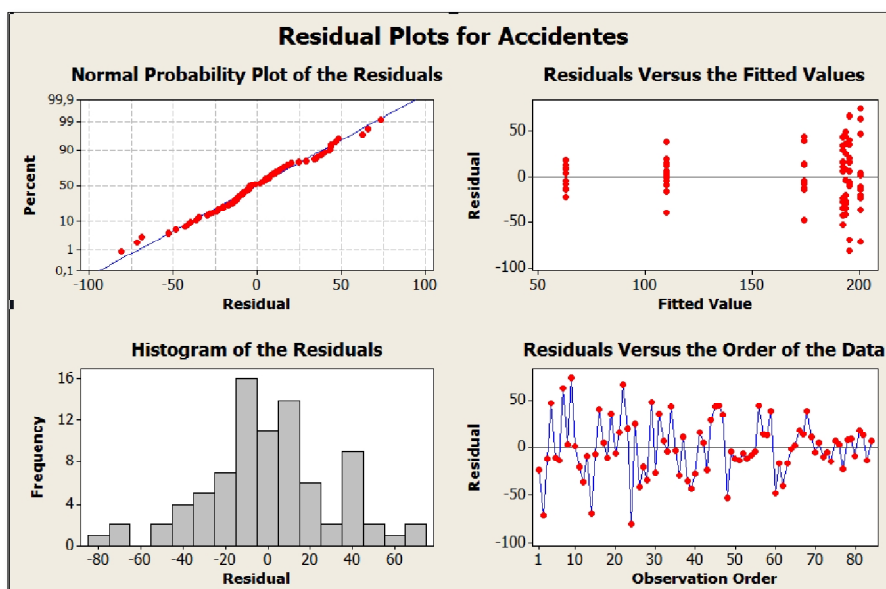 Residual Plots for Accidentes
Normal Probability Plot of the Residuals
99,9
99
90
50
10
1
0,1
Percent
-100 -50 0 50 100
Residual
Residuals Versus the Fitted Values
50
0
-50
-100
Residual
50 100 150 200
Fitted Value
Histogram of the Residuals
16
12
8
4
0
Frequency
-80 -60 -40 -20 0 20 40 60
Residual
Residuals Versus the Order of the Data
50
0
-50
-100
Residual
1 10 20 30 40 50 60 70 80
Observation Order